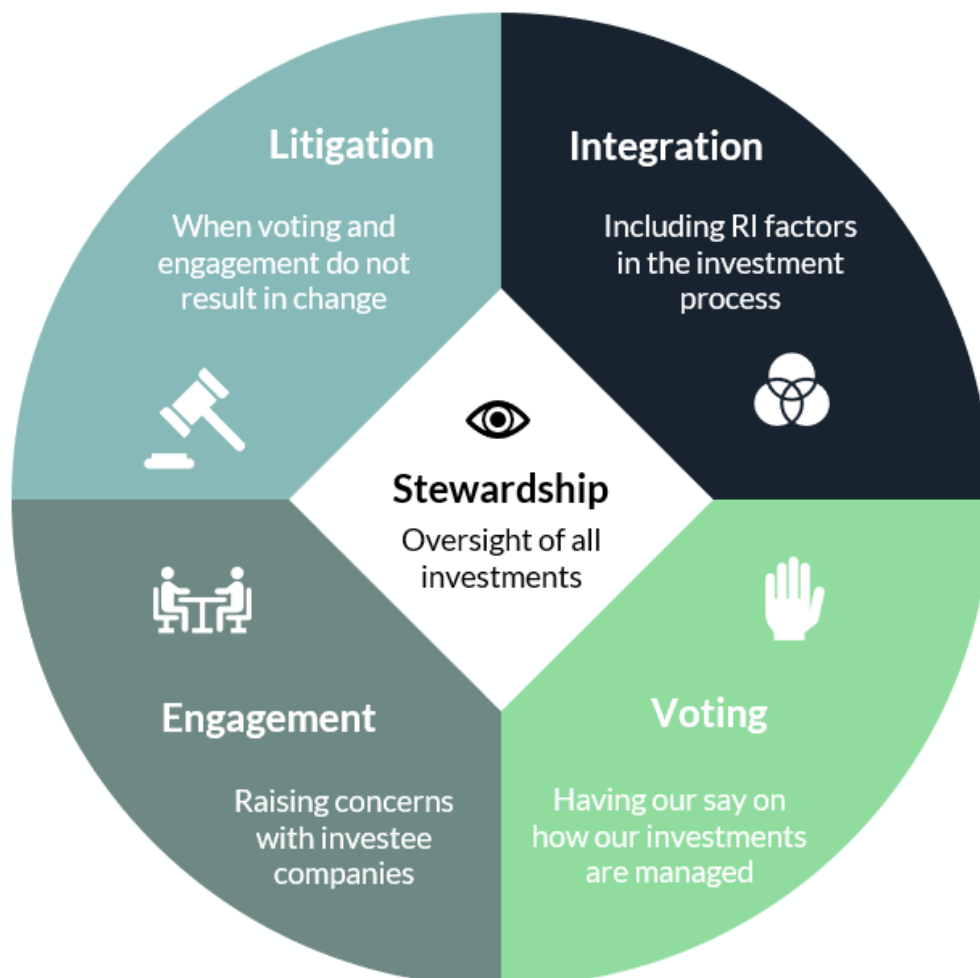 Litigation
When voting and
engagement do not
result in change
Integration
Including RI factors
in the investment
process
Stewardship
Oversight of all
investments
Engagement
Raising concerns
with investee
companies
Voting
Having our say on
how our investments
are managed